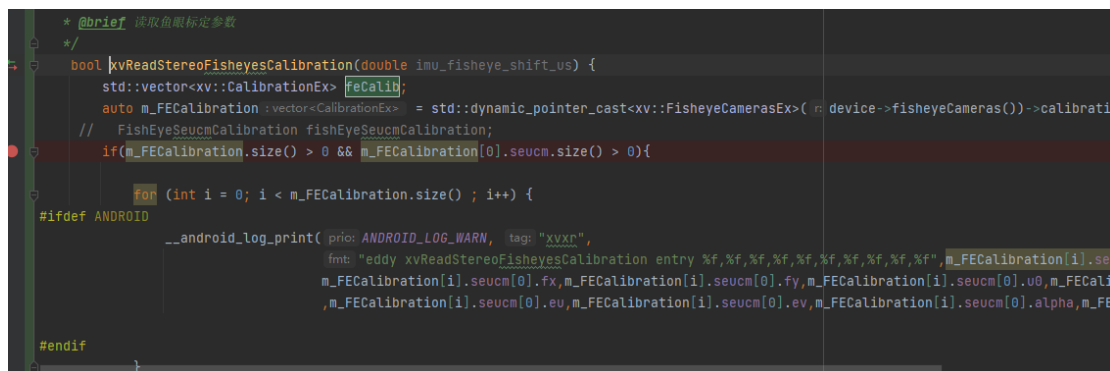 * @brief 读取鱼眼标定参数
*/
bool xvReadStereoFisheyesCalibration(double imu_fisheye_shift_us) {
std::vector<xv::CalibrationEx> feCalib;
auto m_FECalibration : vector<CalibrationEx> = std::dynamic_pointer_cast<xv::FisheyeCamerasEx>( r: device->fisheyeCameras())->calibrati
// FishEyeSeucmCalibration fishEyeSeucmCalibration;
if(m_FECalibration.size() > 0 && m_FECalibration[0].seucm.size() > 0){
for (int i = 0; i < m_FECalibration.size() ; i++) {
#ifdef ANDROID
__android_log_print( prio: ANDROID_LOG_WARN, tag: "xvxr",
fmt: "eddy xvReadStereoFisheyesCalibration entry %f,%f,%f,%f,%f,%f,%f,%f,%f,%f",m_FECalibration[i].se
m_FECalibration[i].seucm[0].fx,m_FECalibration[i].seucm[0].fy,m_FECalibration[i].seucm[0].u0,m_FECali
,m_FECalibration[i].seucm[0].eu,m_FECalibration[i].seucm[0].ev,m_FECalibration[i].seucm[0].alpha,m_FE
#endif
}